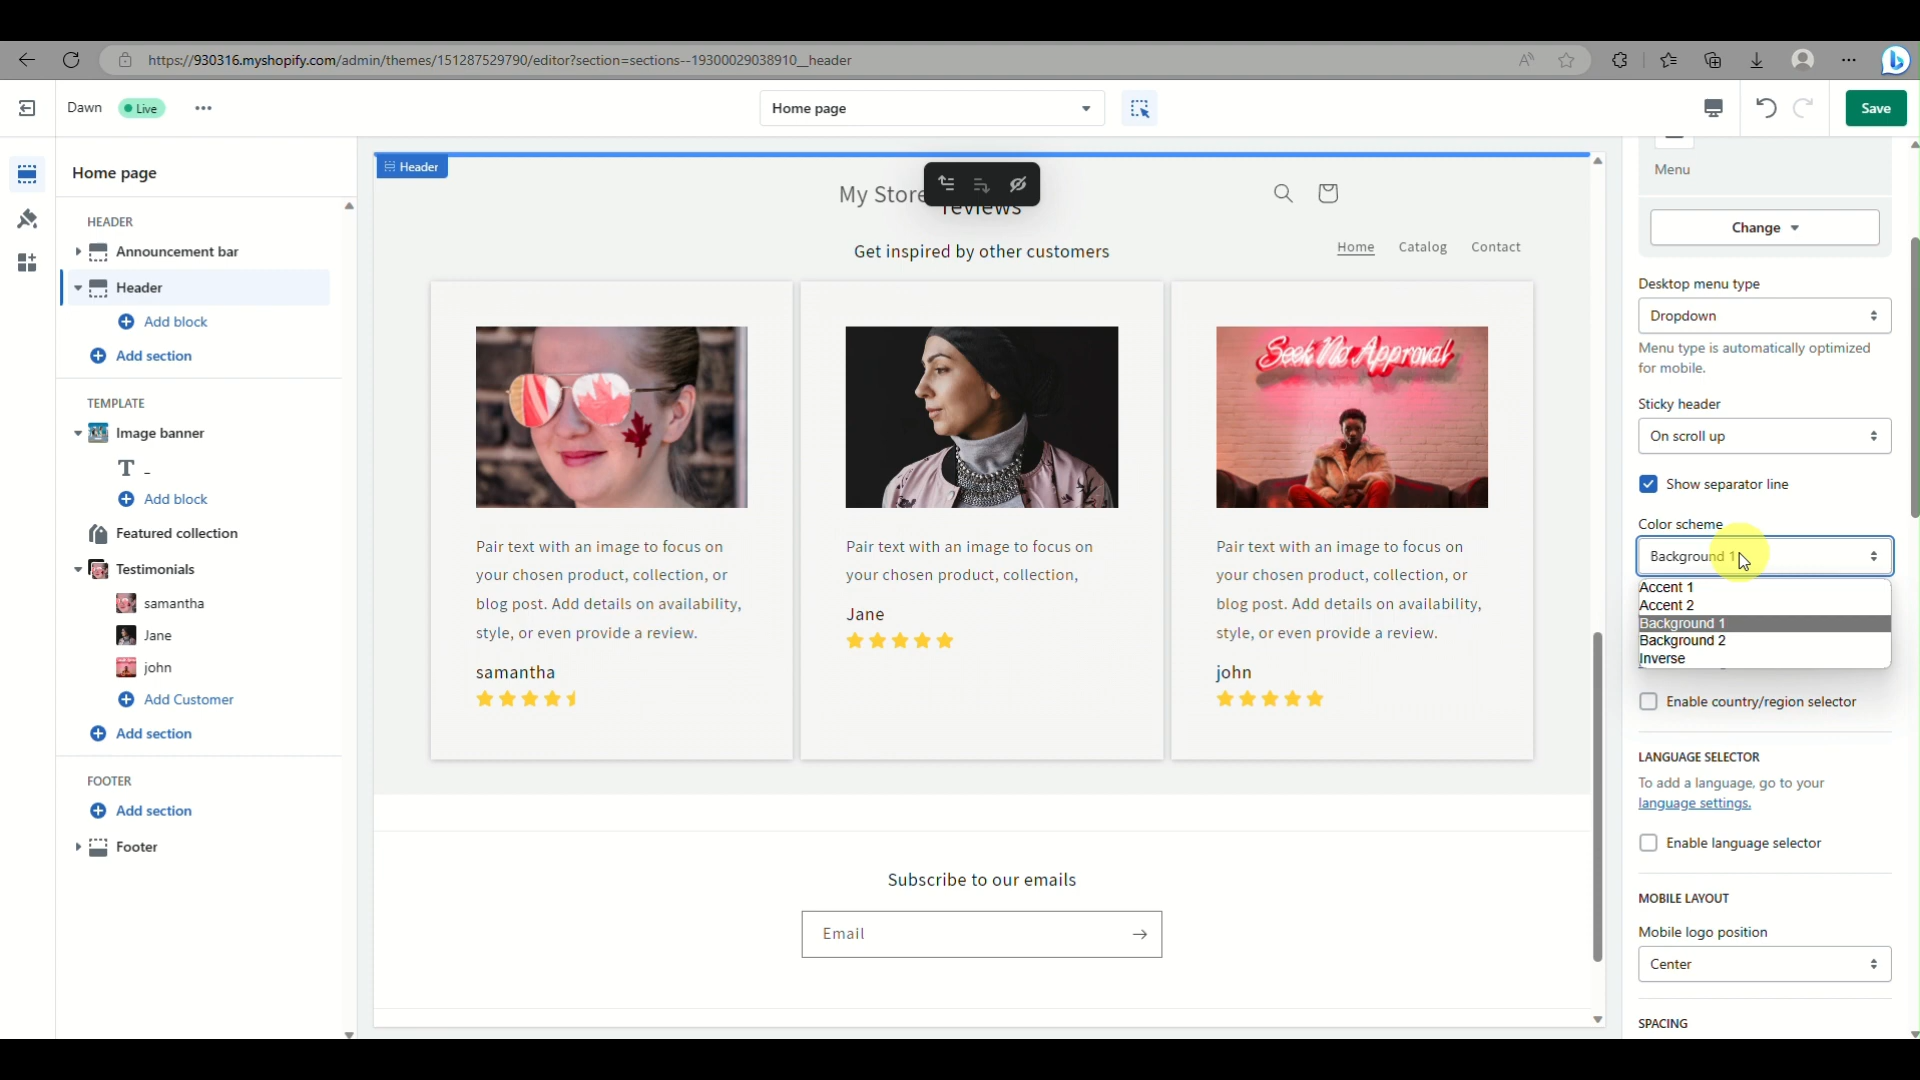 https://930316.myshopify.com/admin/themes/151287529790/editor?section=sections--19300029038910__header
Dawn
Live
Home page
Save
Home page
HEADER
Announcement bar
Header
Add block
Add section
TEMPLATE
Image banner
Add block
Featured collection
Testimonials
samantha
Jane
john
Add Customer
Add section
FOOTER
Add section
Footer
Header
My Store
reviews
Get inspired by other customers
Home
Catalog
Contact
Seek No Approval
Pair text with an image to focus on
your chosen product, collection, or
blog post. Add details on availability,
style, or even provide a review.
samantha
Pair text with an image to focus on
your chosen product, collection,
Jane
Pair text with an image to focus on
your chosen product, collection, or
blog post. Add details on availability,
style, or even provide a review.
john
Subscribe to our emails
Email
Menu
Change
Desktop menu type
Dropdown
Menu type is automatically optimized
for mobile.
Sticky header
On scroll up
Show separator line
Color scheme
Background 1
Accent 1
Accent 2
Background 1
Background 2
Inverse
Enable country/region selector
LANGUAGE SELECTOR
To add a language, go to your
language settings.
Enable language selector
MOBILE LAYOUT
Mobile logo position
Center
SPACING